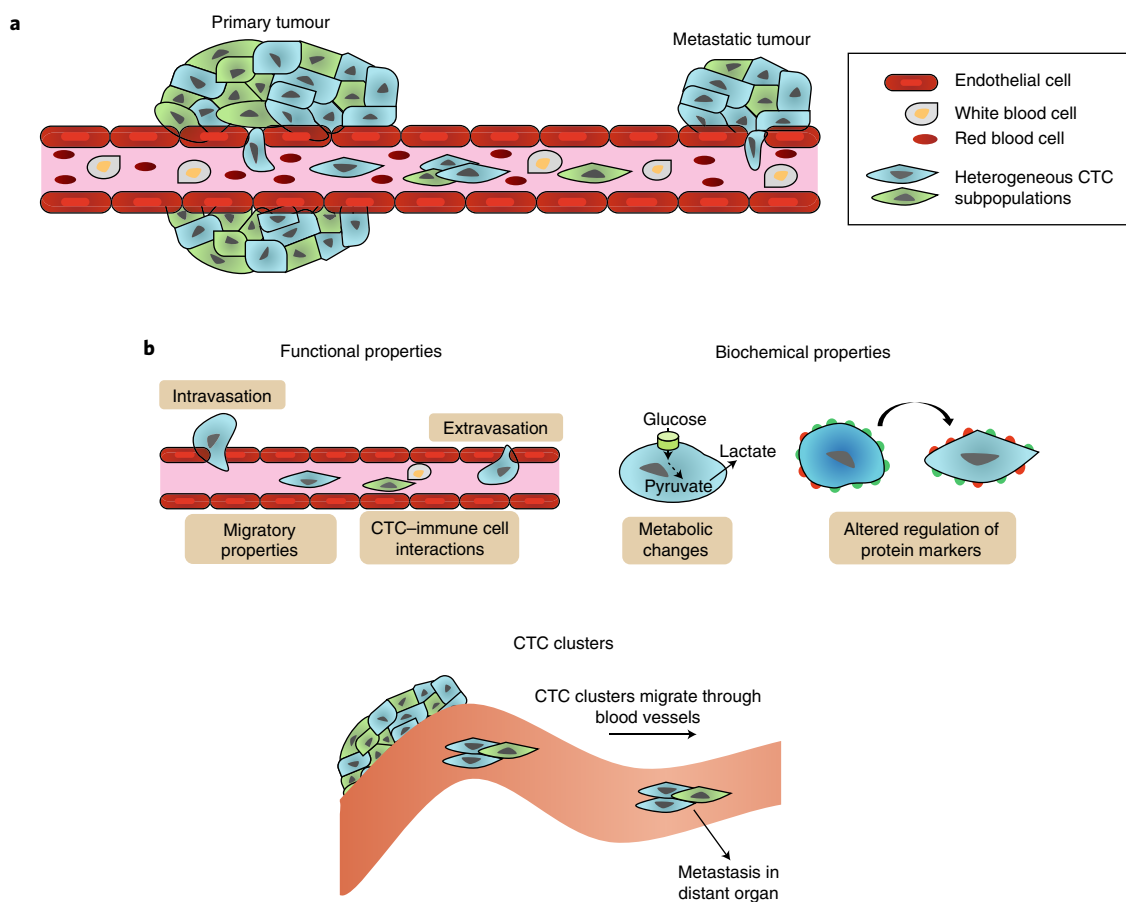 a
Primary tumour
Metastatic tumour
Endothelial cell
White blood cell
Red blood cell
Heterogeneous CTC
subpopulations
b
Functional properties
Biochemical properties
Intravasation
Extravasation
Migratory
properties
CTC–immune cell
interactions
Glucose
Lactate
Pyruvate
Metabolic
changes
Altered regulation of
protein markers
CTC clusters
CTC clusters migrate through
blood vessels
Metastasis in
distant organ